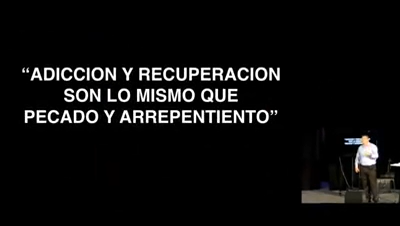 “ADICCION Y RECUPERACION
SON LO MISMO QUE
PECADO Y ARREPENTIENTO”